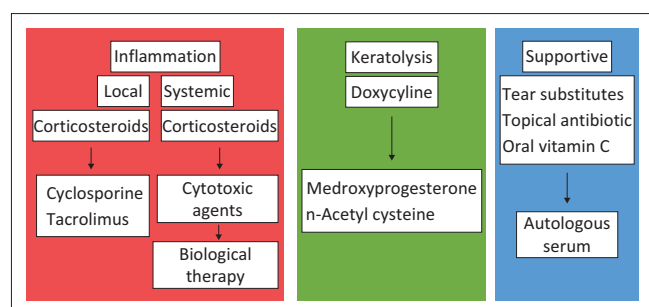 Inflammation
Local
Systemic
Corticosteroids
Corticosteroids
Cyclosporine
Tacrolimus
Cytotoxic
agents
Biological
therapy
Keratolysis
Doxycyline
Medroxyprogesterone
n-Acetyl cysteine
Supportive
Tear substitutes
Topical antibiotic
Oral vitamin C
Autologous
serum